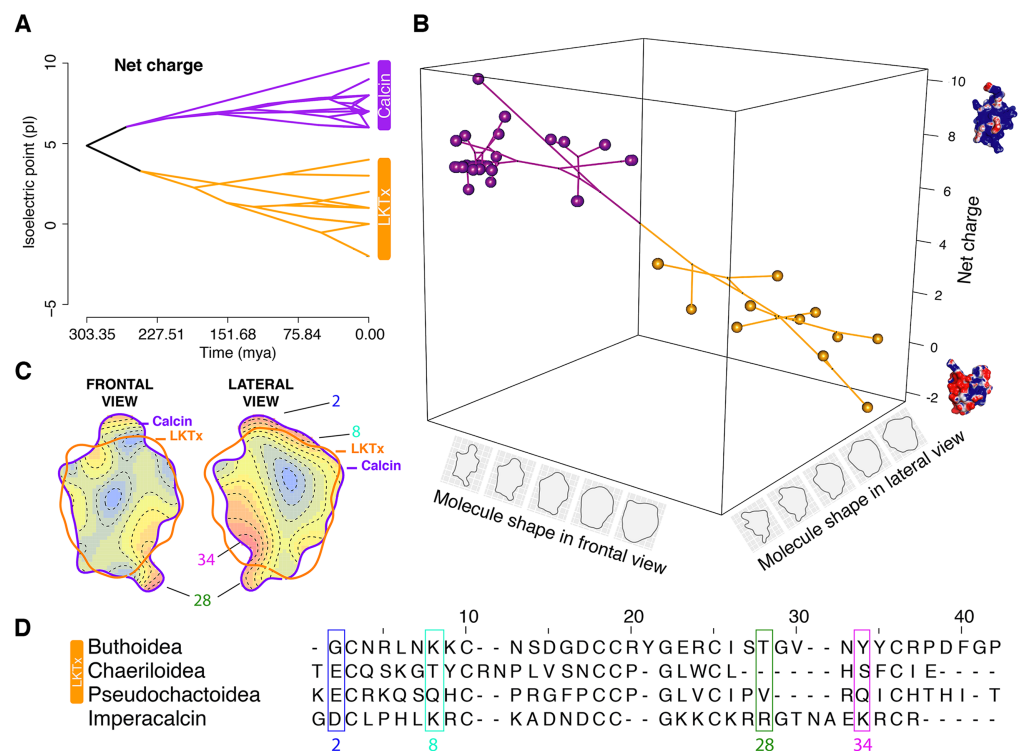 A
Net charge
Isoelectric point (pI)
10
5
0
−5
Calcin
LKTx
303.35 227.51 151.68 75.84 0.00
Time (mya)
B
10
8
6
4
2
0
-2
Net charge
Molecule shape in frontal view
Molecule shape in lateral view
C
FRONTAL VIEW
LATERAL VIEW
Calcin
LKTx
2
8
LKTx
Calcin
34
28
D
10 20 30 40
LKTx
Buthoidea - G C N R L N K K C - - N S D G D C C R Y G E R C I S T G V - - N Y Y C R P D F G P
Chaeriloidea T E C Q S K G T Y C R N P L V S N C C P - G L W C L - - - - - - H S F C I E - - - -
Pseudochactoidea K E C R K Q S Q H C - - P R G F P C C P - G L V C I P V - - - - R Q I C H T H I - T
Imperacalcin G D C L P H L K R C - - K A D N D C C - - G K K C K R R G T N A E K R C R - - - - -
2 8 28 34